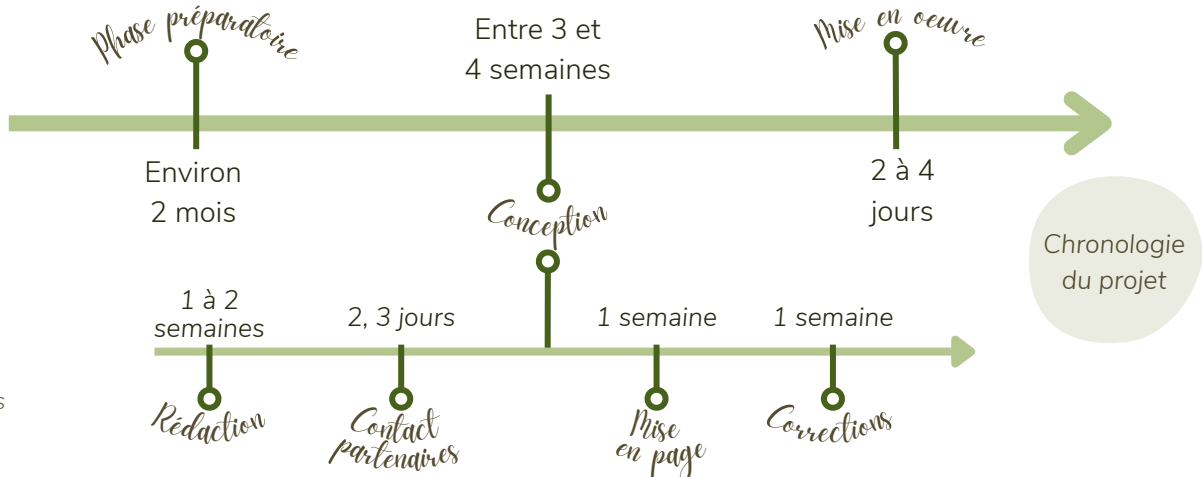 Phase préparatoire
Entre 3 et
4 semaines
Mise en oeuvre
Environ
2 mois
2 à 4
jours
Conception
Chronologie
du projet
1 à 2
semaines
2, 3 jours
1 semaine
1 semaine
s
Rédaction
Contact
partenaires
Mise
en page
Corrections